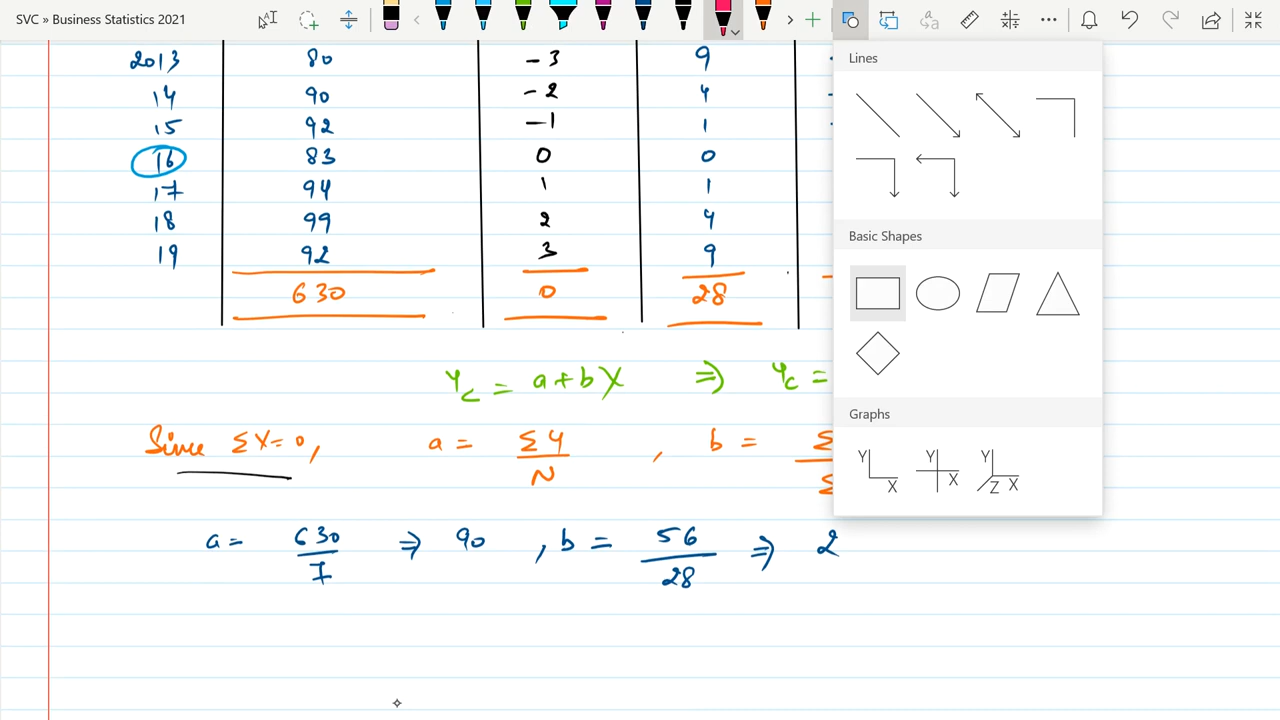 SVC » Business Statistics 2021
Lines
2013 80 -3 9
14 90 -2 4
15 92 -1 1
16 83 0 0
17 94 1 1
18 99 2 4
19 92 3 9
630 0 28
Basic Shapes
Graphs
Y X Y X Y Z X
Yc = a+bX ⇒ Yc =
Since ΣX=0, a = ΣY/N , b = Σ/Σ
a = 630/7 ⇒ 90 , b = 56/28 ⇒ 2